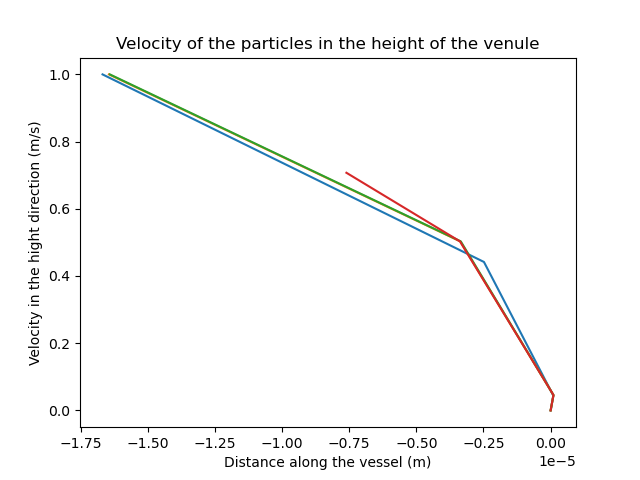 Velocity of the particles in the height of the venule
Velocity in the hight direction (m/s)
1.0
0.8
0.6
0.4
0.2
0.0
−1.75 −1.50 −1.25 −1.00 −0.75 −0.50 −0.25 0.00
1e−5
Distance along the vessel (m)